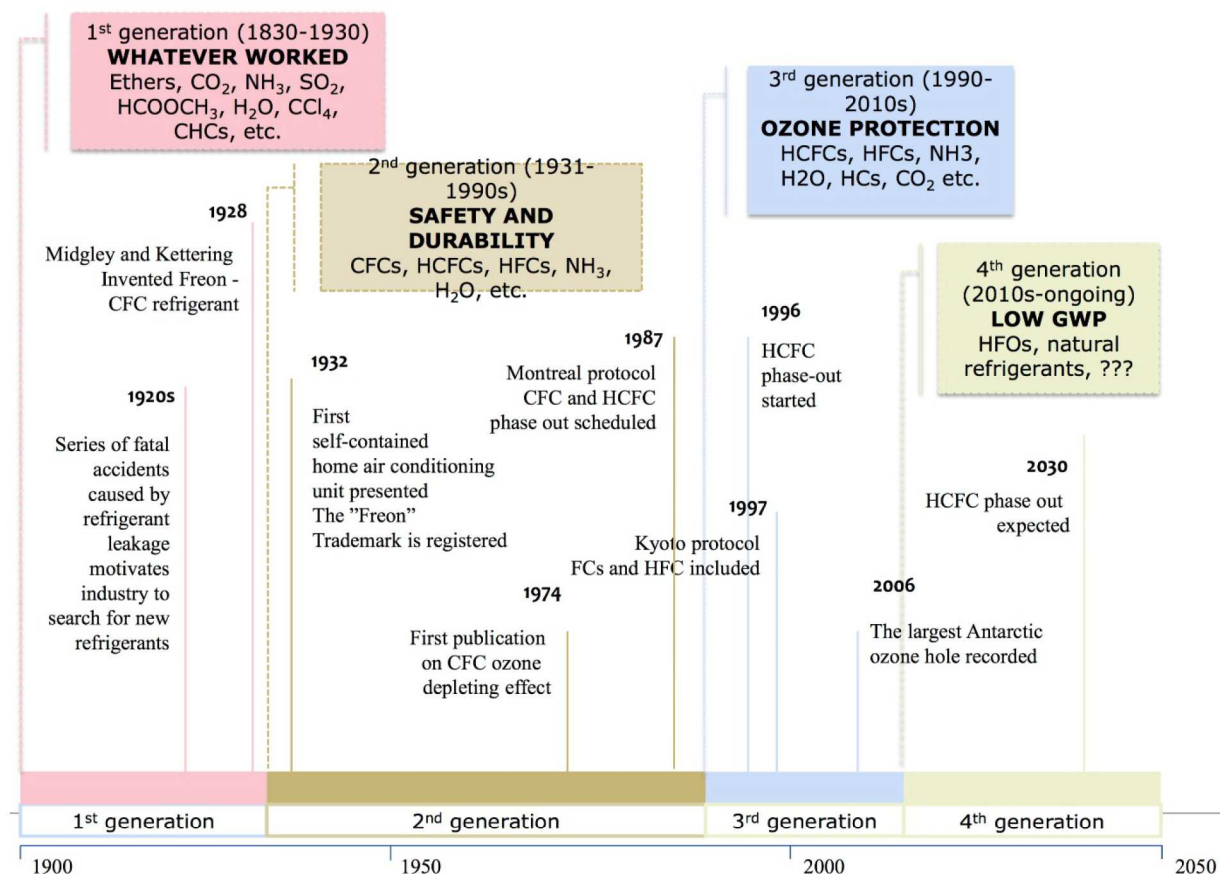 1st generation (1830-1930)
WHATEVER WORKED
Ethers, CO₂, NH₃, SO₂,
HCOOCH₃, H₂O, CCl₄,
CHCs, etc.
2nd generation (1931-
1990s)
SAFETY AND
DURABILITY
CFCs, HCFCs, HFCs, NH₃,
H₂O, etc.
3rd generation (1990-
2010s)
OZONE PROTECTION
HCFCs, HFCs, NH3,
H2O, HCs, CO₂ etc.
4th generation
(2010s-ongoing)
LOW GWP
HFOs, natural
refrigerants, ???
1928
Midgley and Kettering
Invented Freon -
CFC refrigerant
1920s
Series of fatal
accidents
caused by
refrigerant
leakage
motivates
industry to
search for new
refrigerants
1932
First
self-contained
home air conditioning
unit presented
The ”Freon”
Trademark is registered
1974
First publication
on CFC ozone
depleting effect
1987
Montreal protocol
CFC and HCFC
phase out scheduled
1996
HCFC
phase-out
started
1997
Kyoto protocol
FCs and HFC included
2006
The largest Antarctic
ozone hole recorded
2030
HCFC phase out
expected
1st generation
2nd generation
3rd generation
4th generation
1900
1950
2000
2050